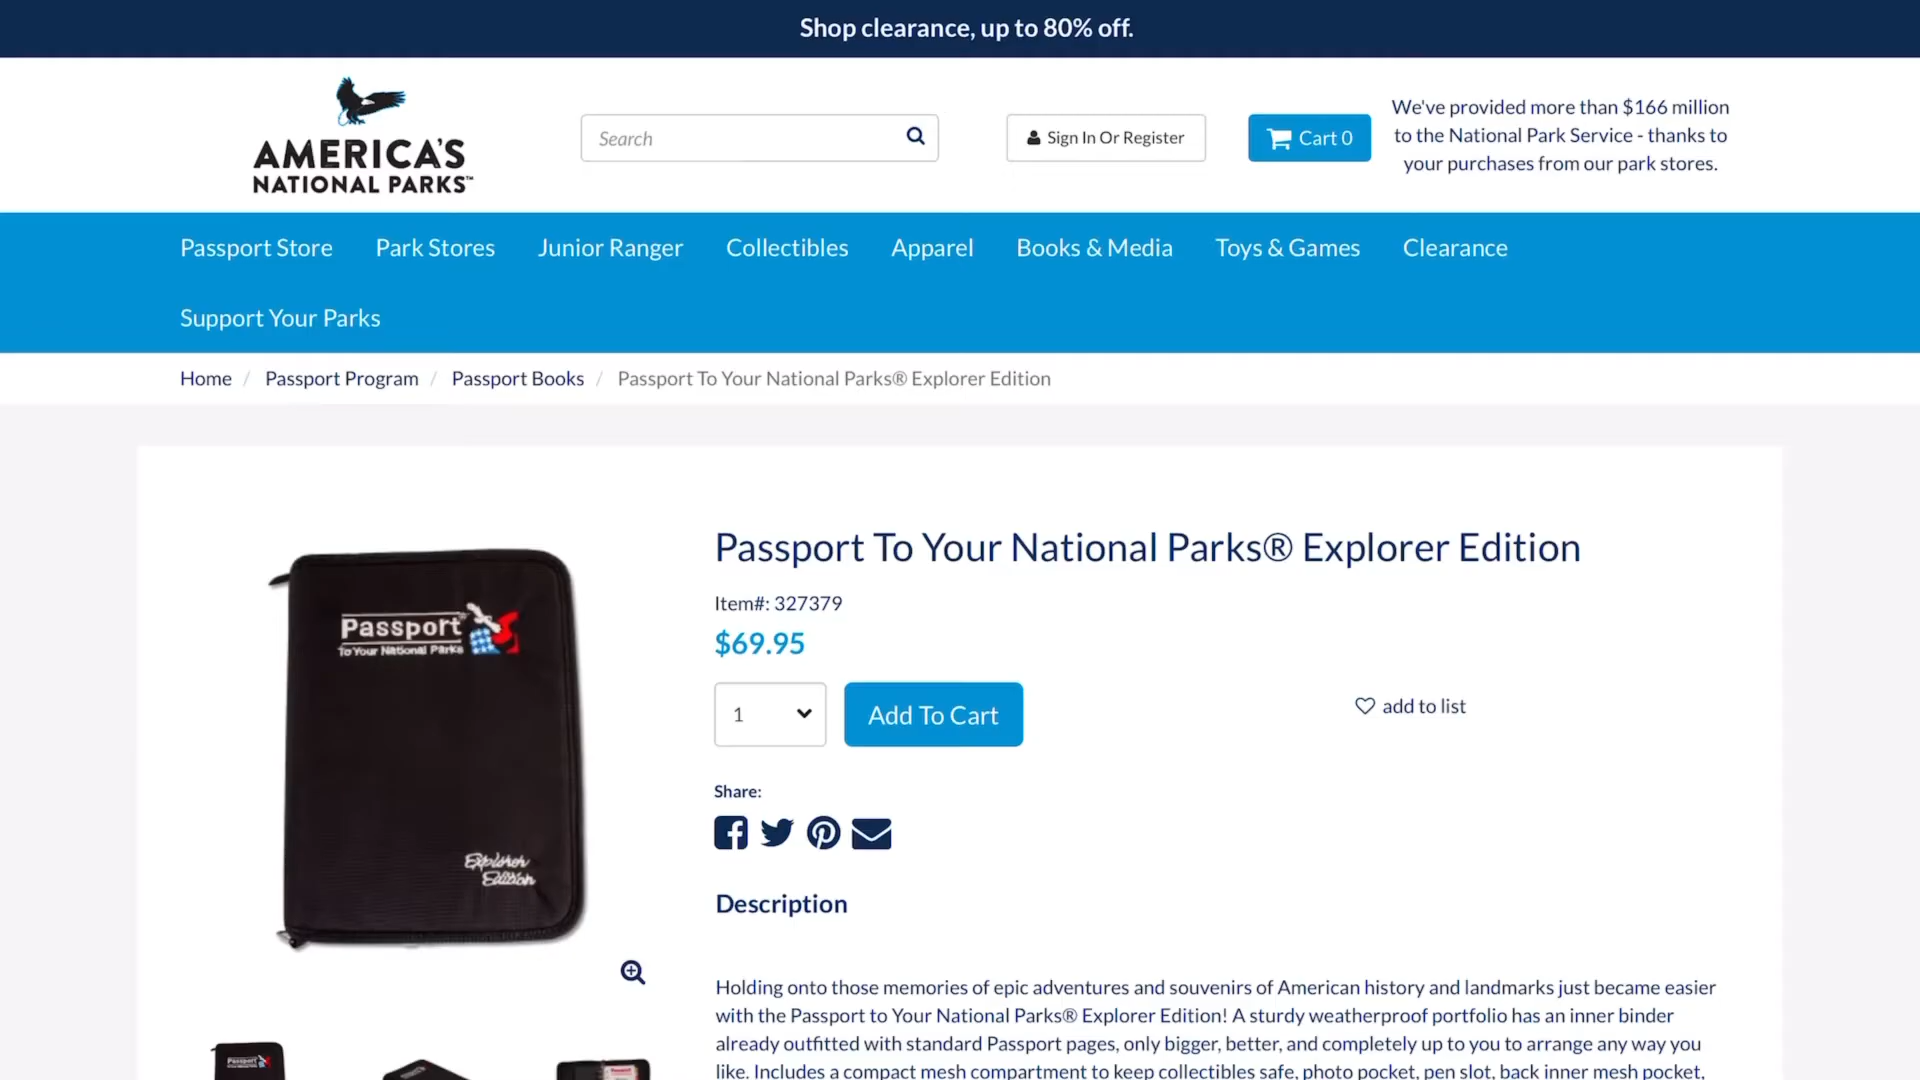 Shop clearance, up to 80% off.
AMERICA'S
NATIONAL PARKS™
Search
Sign In Or Register
Cart 0
We've provided more than $166 million
to the National Park Service - thanks to
your purchases from our park stores.
Passport Store
Park Stores
Junior Ranger
Collectibles
Apparel
Books & Media
Toys & Games
Clearance
Support Your Parks
Home / Passport Program / Passport Books / Passport To Your National Parks® Explorer Edition
Passport®
To Your National Parks
Explorer
Edition
Passport To Your National Parks® Explorer Edition
Item#: 327379
$69.95
1
Add To Cart
add to list
Share:
Description
Holding onto those memories of epic adventures and souvenirs of American history and landmarks just became easier
with the Passport to Your National Parks® Explorer Edition! A sturdy weatherproof portfolio has an inner binder
already outfitted with standard Passport pages, only bigger, better, and completely up to you to arrange any way you
like. Includes a compact mesh compartment to keep collectibles safe, photo pocket, pen slot, back inner mesh pocket,
Passport